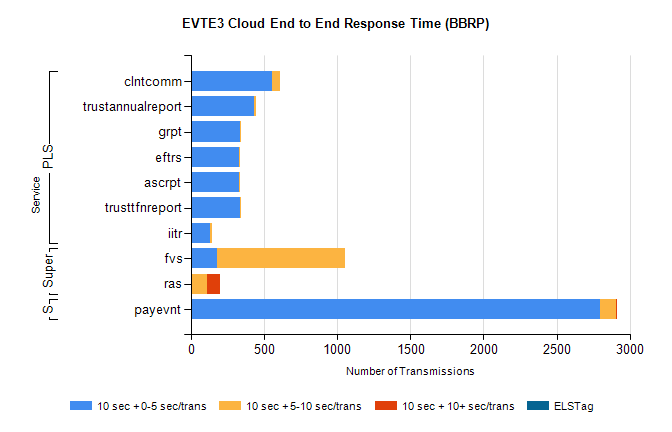 EVTE3 Cloud End to End Response Time (BBRP)
clntcomm
trustannualreport
grpt
eftrs
ascrpt
trusttfnreport
iitr
fvs
ras
payevnt
Service
PLS
Super
LS
0 500 1000 1500 2000 2500 3000
Number of Transmissions
10 sec +0-5 sec/trans 10 sec +5-10 sec/trans 10 sec + 10+ sec/trans ELSTag